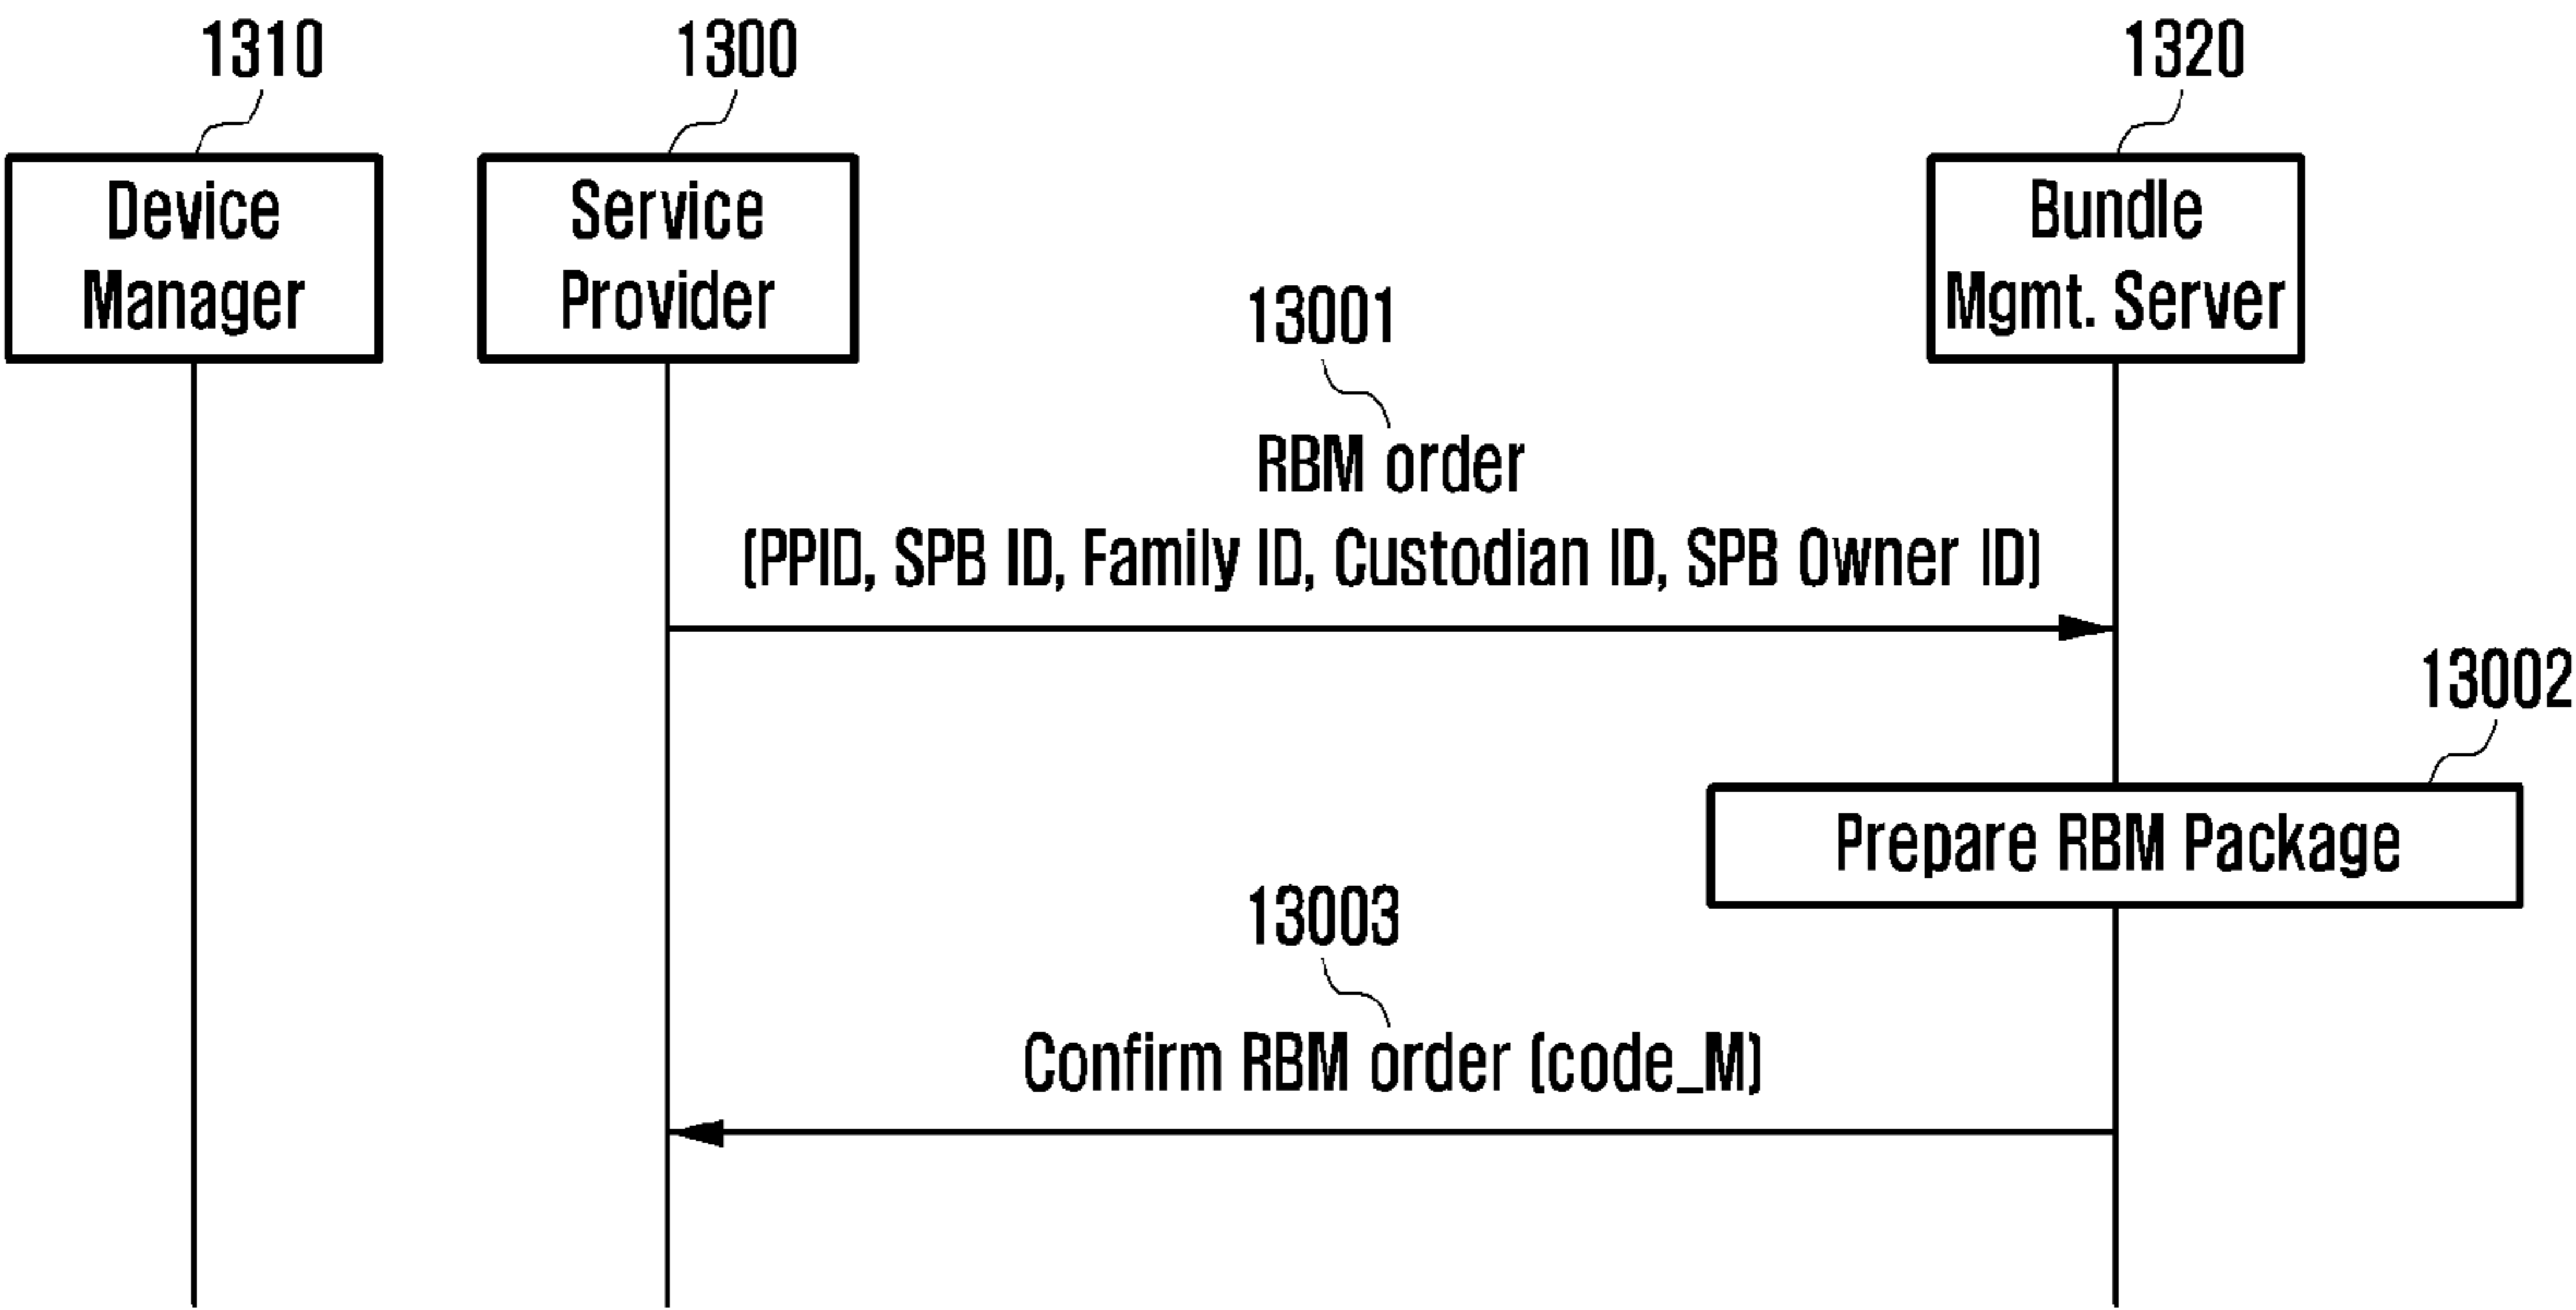 1310
1300
1320
Device
Manager
Service
Provider
Bundle
Mgmt. Server
13001
RBM order
(PPID, SPB ID, Family ID, Custodian ID, SPB Owner ID)
13002
Prepare RBM Package
13003
Confirm RBM order (code_M)